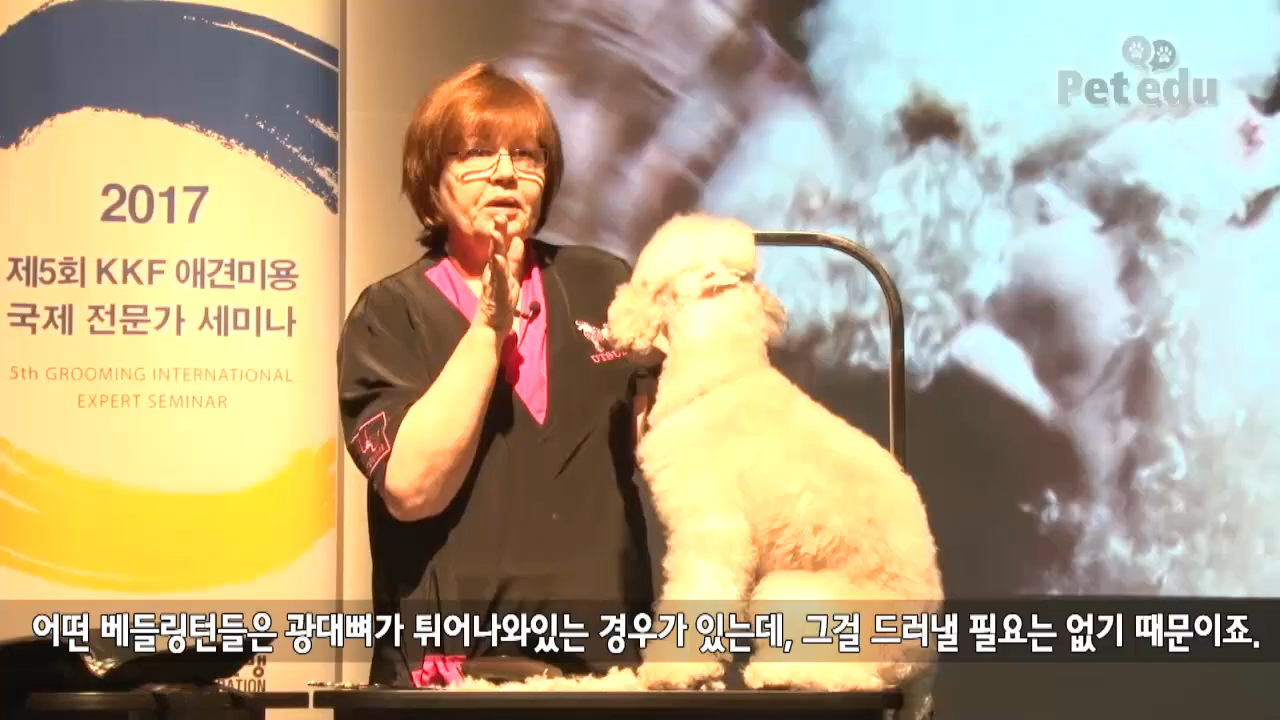 Pet edu
2017
제5회 KKF 애견미용
국제 전문가 세미나
5th GROOMING INTERNATIONAL
EXPERT SEMINAR
어떤 베들링턴들은 광대뼈가 튀어나와있는 경우가 있는데, 그걸 드러낼 필요는 없기 때문이죠.